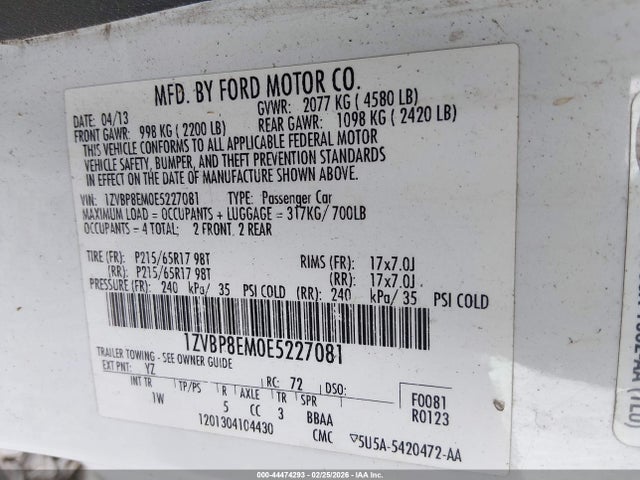 MFD. BY FORD MOTOR CO.
DATE: 04/13 GVWR: 2077 KG ( 4580 LB)
FRONT GAWR: 998 KG ( 2200 LB) REAR GAWR: 1098 KG ( 2420 LB)
THIS VEHICLE CONFORMS TO ALL APPLICABLE FEDERAL MOTOR
VEHICLE SAFETY, BUMPER, AND THEFT PREVENTION STANDARDS
IN EFFECT ON THE DATE OF MANUFACTURE SHOWN ABOVE.
VIN: 1ZVBP8EM0E5227081 TYPE: Passenger Car
MAXIMUM LOAD = OCCUPANTS + LUGGAGE = 317KG/ 700LB
OCCUPANTS - 4 TOTAL: 2 FRONT, 2 REAR
TIRE (FR): P215/65R17 98T RIMS (FR): 17x7.0J
(RR): P215/65R17 98T (RR): 17x7.0J
PRESSURE (FR): 240 kPa/ 35 PSI COLD (RR): 240 kPa/ 35 PSI COLD
1ZVBP8EM0E5227081
TRAILER TOWING - SEE OWNER GUIDE
EXT PNT: YZ RC: 72 DSO: F0081
INT TR TP/PS R AXLE TR SPR R0123
1W 5 CC 3 BBAA
1201304104430 CMC ▽5U5A-5420472-AA
000-44474293 - 02/25/2026 - COPYRIGHT IAA, LLC